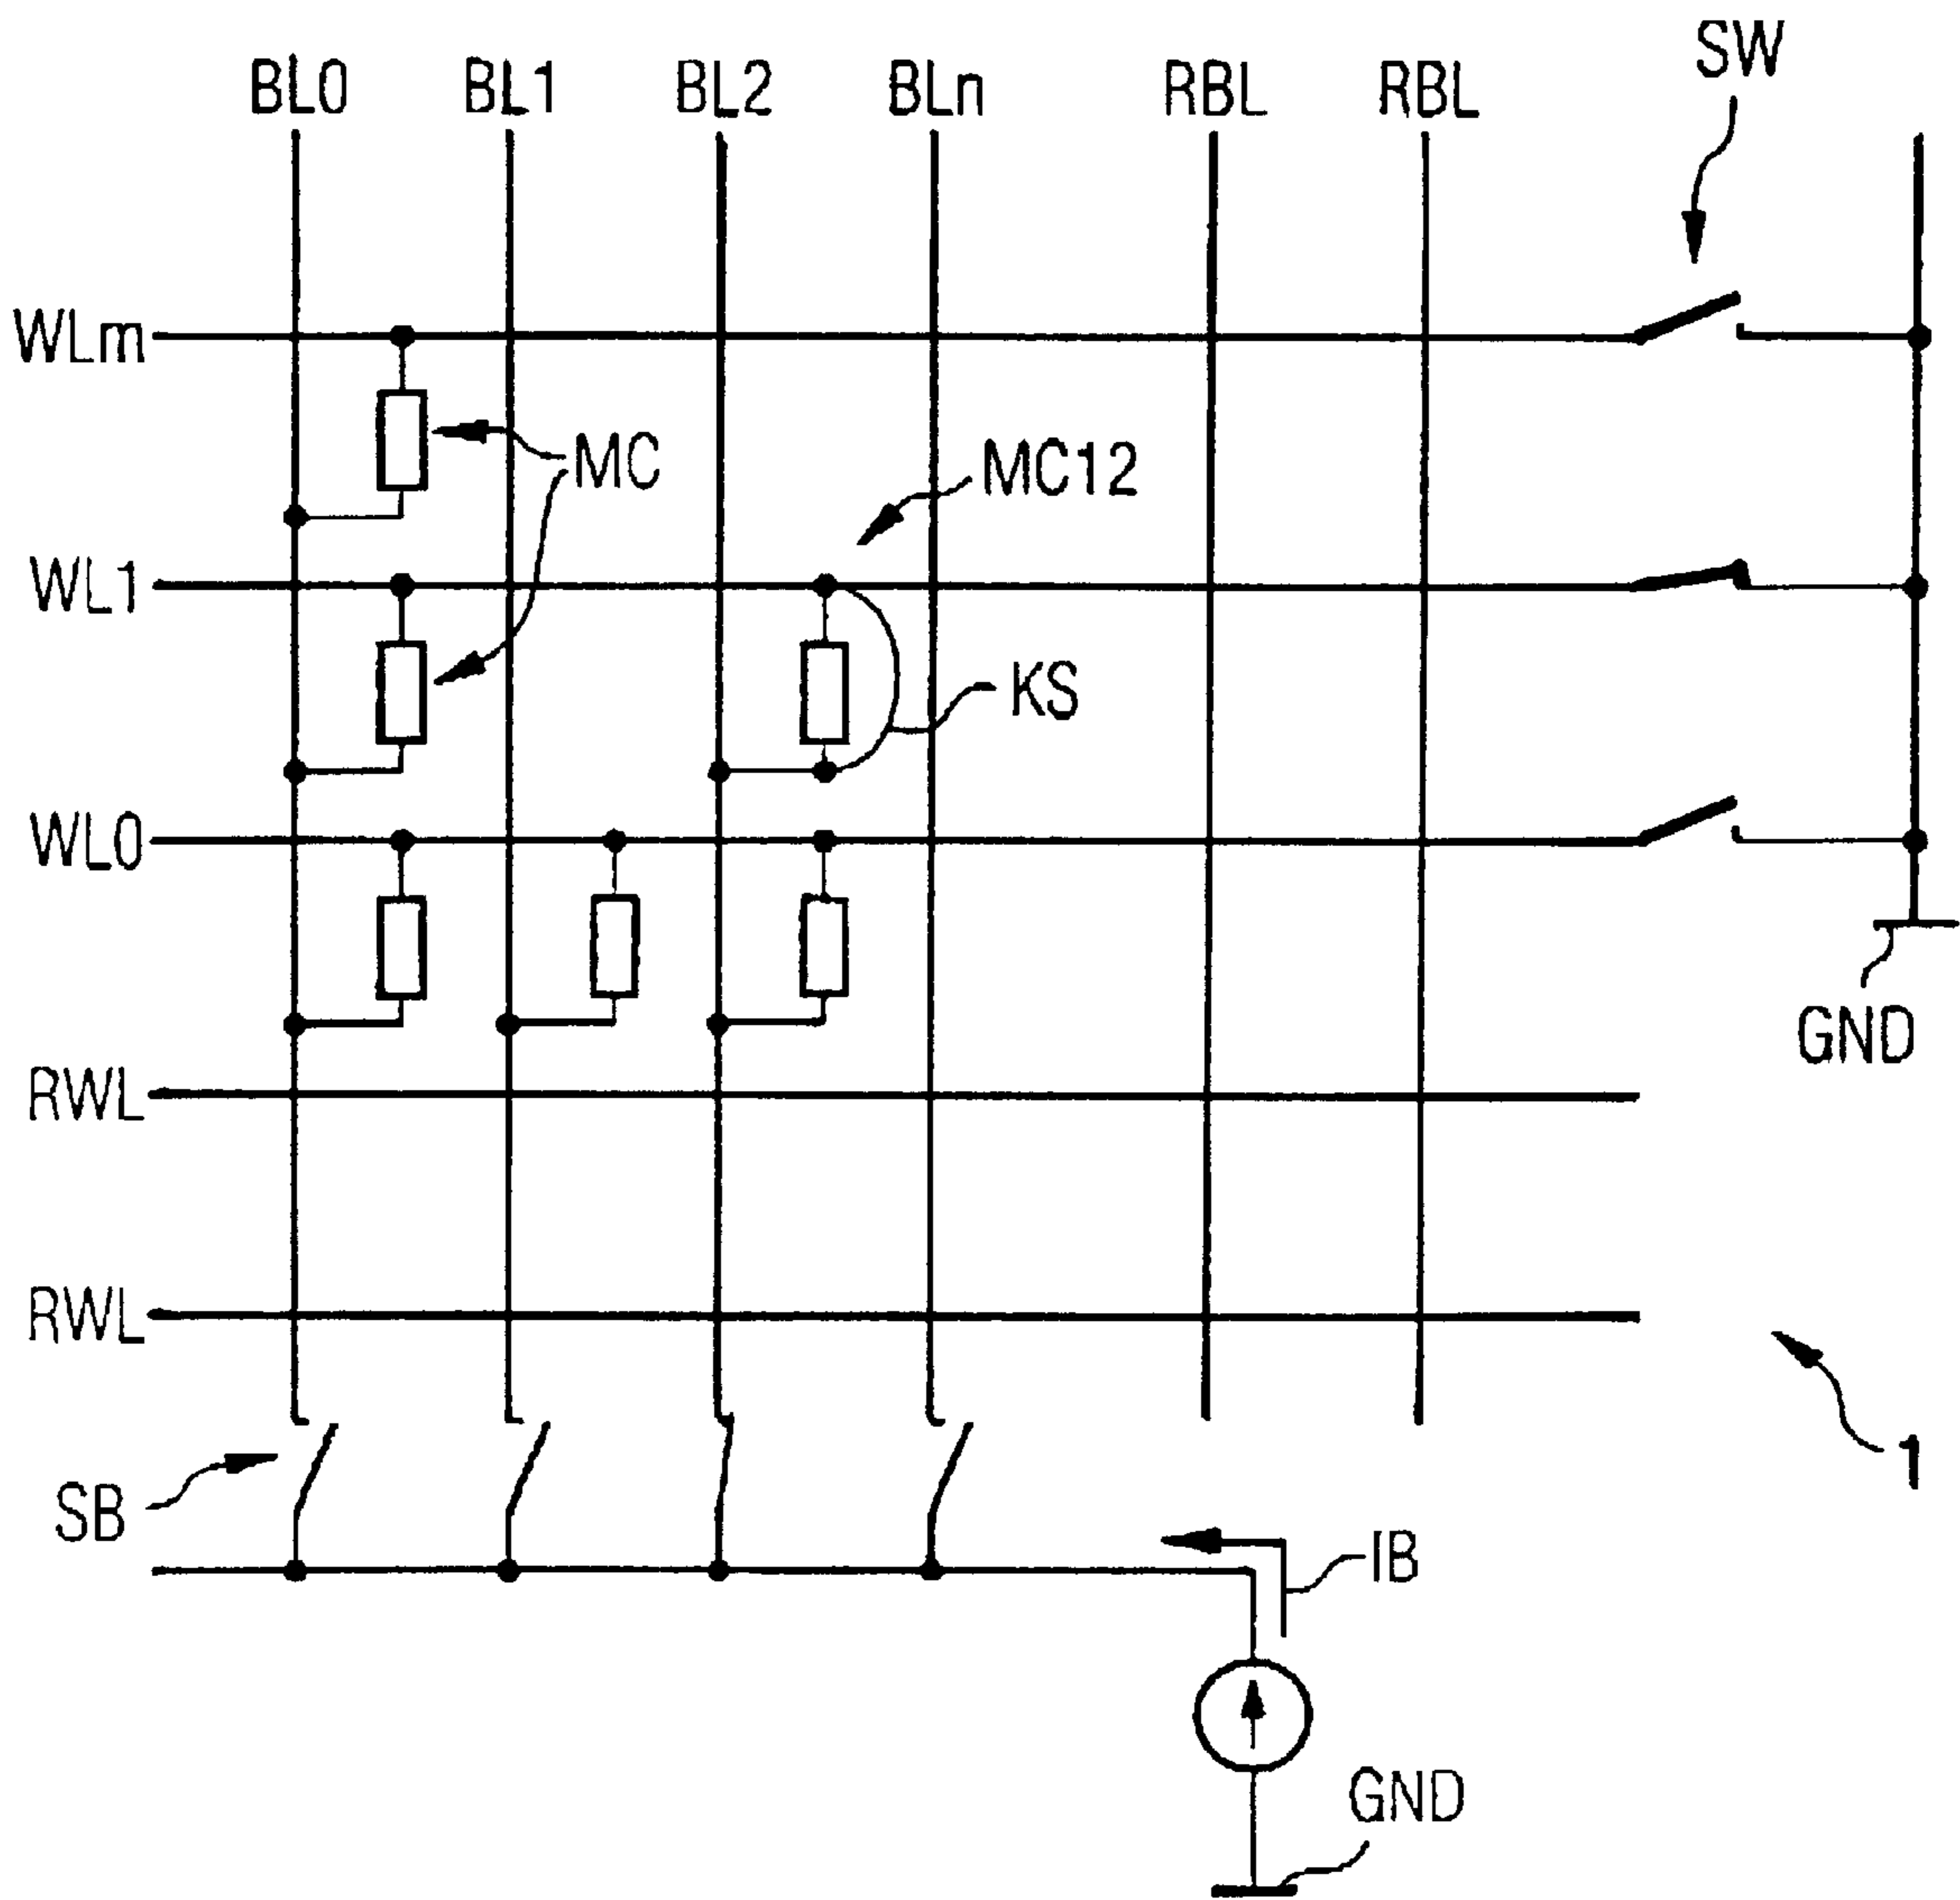 BL0 BL1 BL2 BLn RBL RBL SW
WLm
MC
MC12
WL1
KS
WL0
GND
RWL
RWL
1
SB
IB
GND